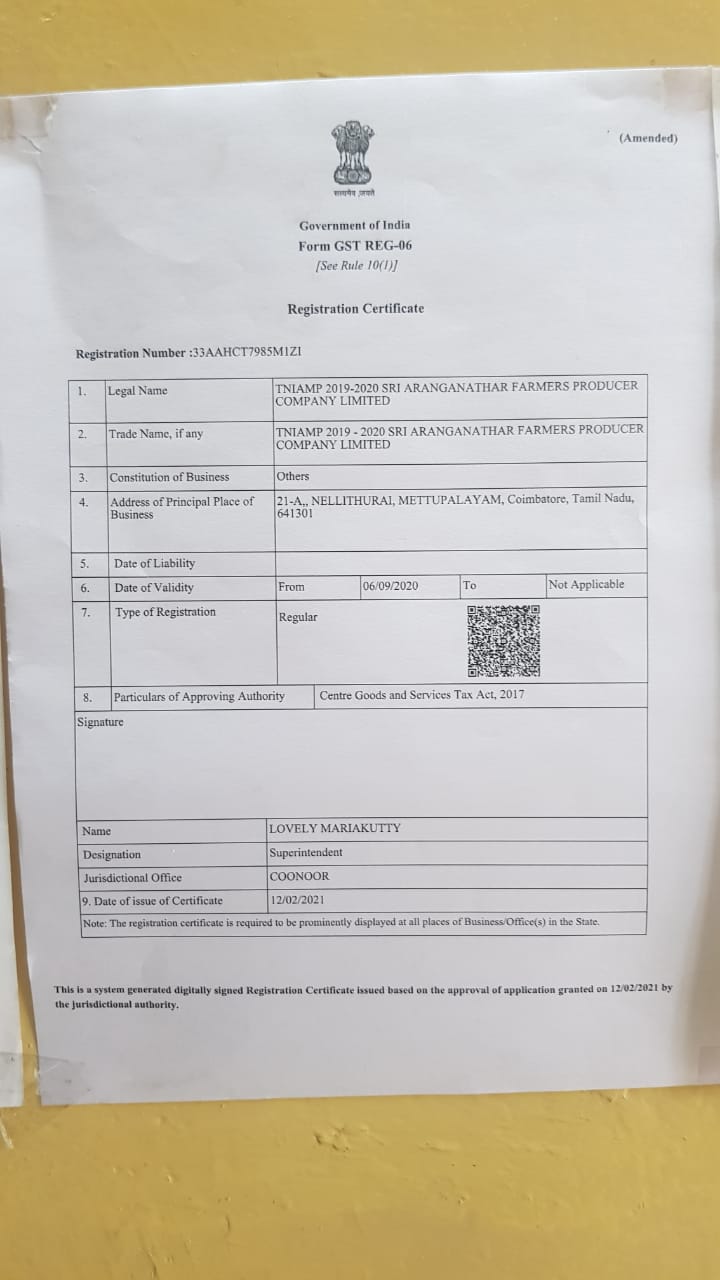 (Amended)
सत्यमेव जयते
Government of India
Form GST REG-06
[See Rule 10(1)]
Registration Certificate
Registration Number :33AAHCT7985M1ZI
1. Legal Name TNIAMP 2019-2020 SRI ARANGANATHAR FARMERS PRODUCER
COMPANY LIMITED
2. Trade Name, if any TNIAMP 2019 - 2020 SRI ARANGANATHAR FARMERS PRODUCER
COMPANY LIMITED
3. Constitution of Business Others
4. Address of Principal Place of 21-A,, NELLITHURAI, METTUPALAYAM, Coimbatore, Tamil Nadu,
Business 641301
5. Date of Liability
6. Date of Validity From 06/09/2020 To Not Applicable
7. Type of Registration Regular
8. Particulars of Approving Authority Centre Goods and Services Tax Act, 2017
Signature
Name LOVELY MARIAKUTTY
Designation Superintendent
Jurisdictional Office COONOOR
9. Date of issue of Certificate 12/02/2021
Note: The registration certificate is required to be prominently displayed at all places of Business/Office(s) in the State.
This is a system generated digitally signed Registration Certificate issued based on the approval of application granted on 12/02/2021 by
the jurisdictional authority.